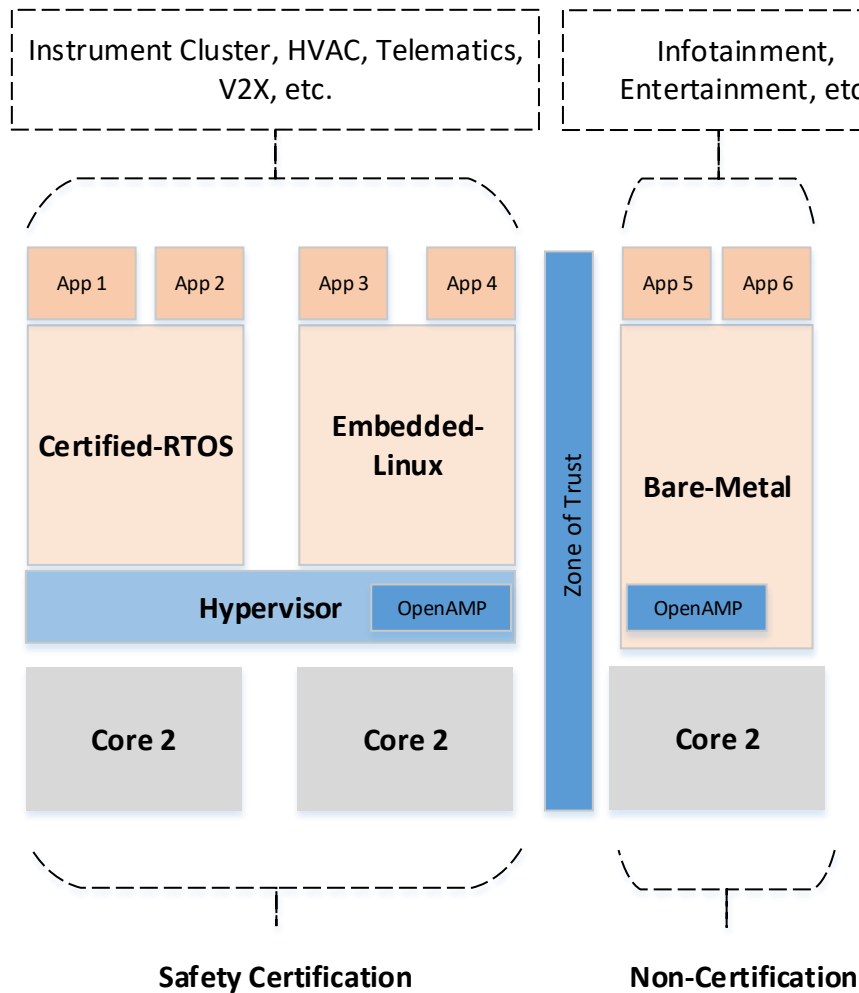 Instrument Cluster, HVAC, Telematics,
V2X, etc.
Infotainment,
Entertainment, etc
App 1
App 2
App 3
App 4
App 5
App 6
Certified-RTOS
Embedded-
Linux
Zone of Trust
Bare-Metal
Hypervisor
OpenAMP
OpenAMP
Core 2
Core 2
Core 2
Safety Certification
Non-Certification